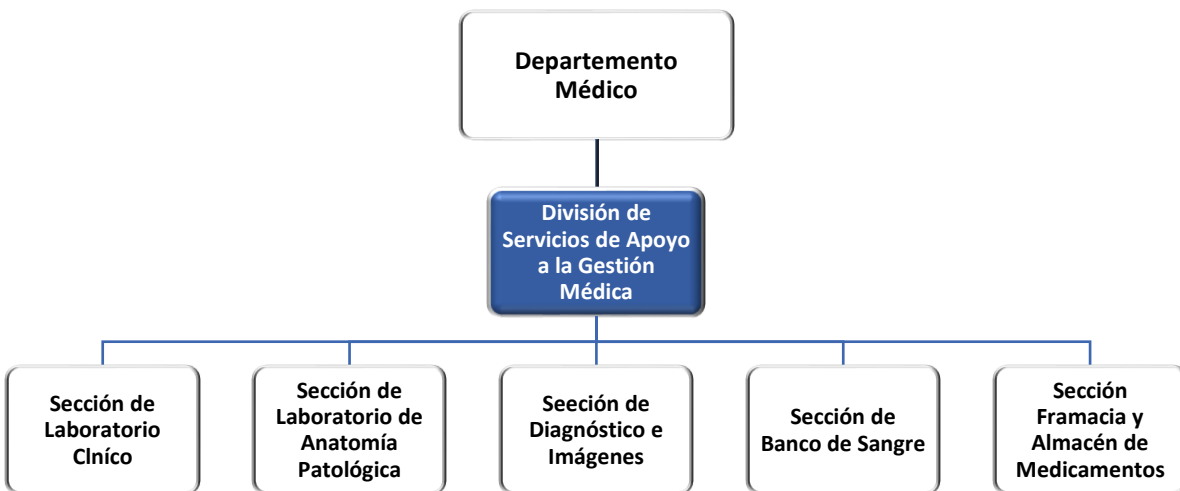 Departemento
Médico
División de
Servicios de Apoyo
a la Gestión
Médica
Sección de
Laboratorio
Clníco
Sección de
Laboratorio de
Anatomía
Patológica
Seeción de
Diagnóstico e
Imágenes
Sección de
Banco de Sangre
Sección
Framacia y
Almacén de
Medicamentos